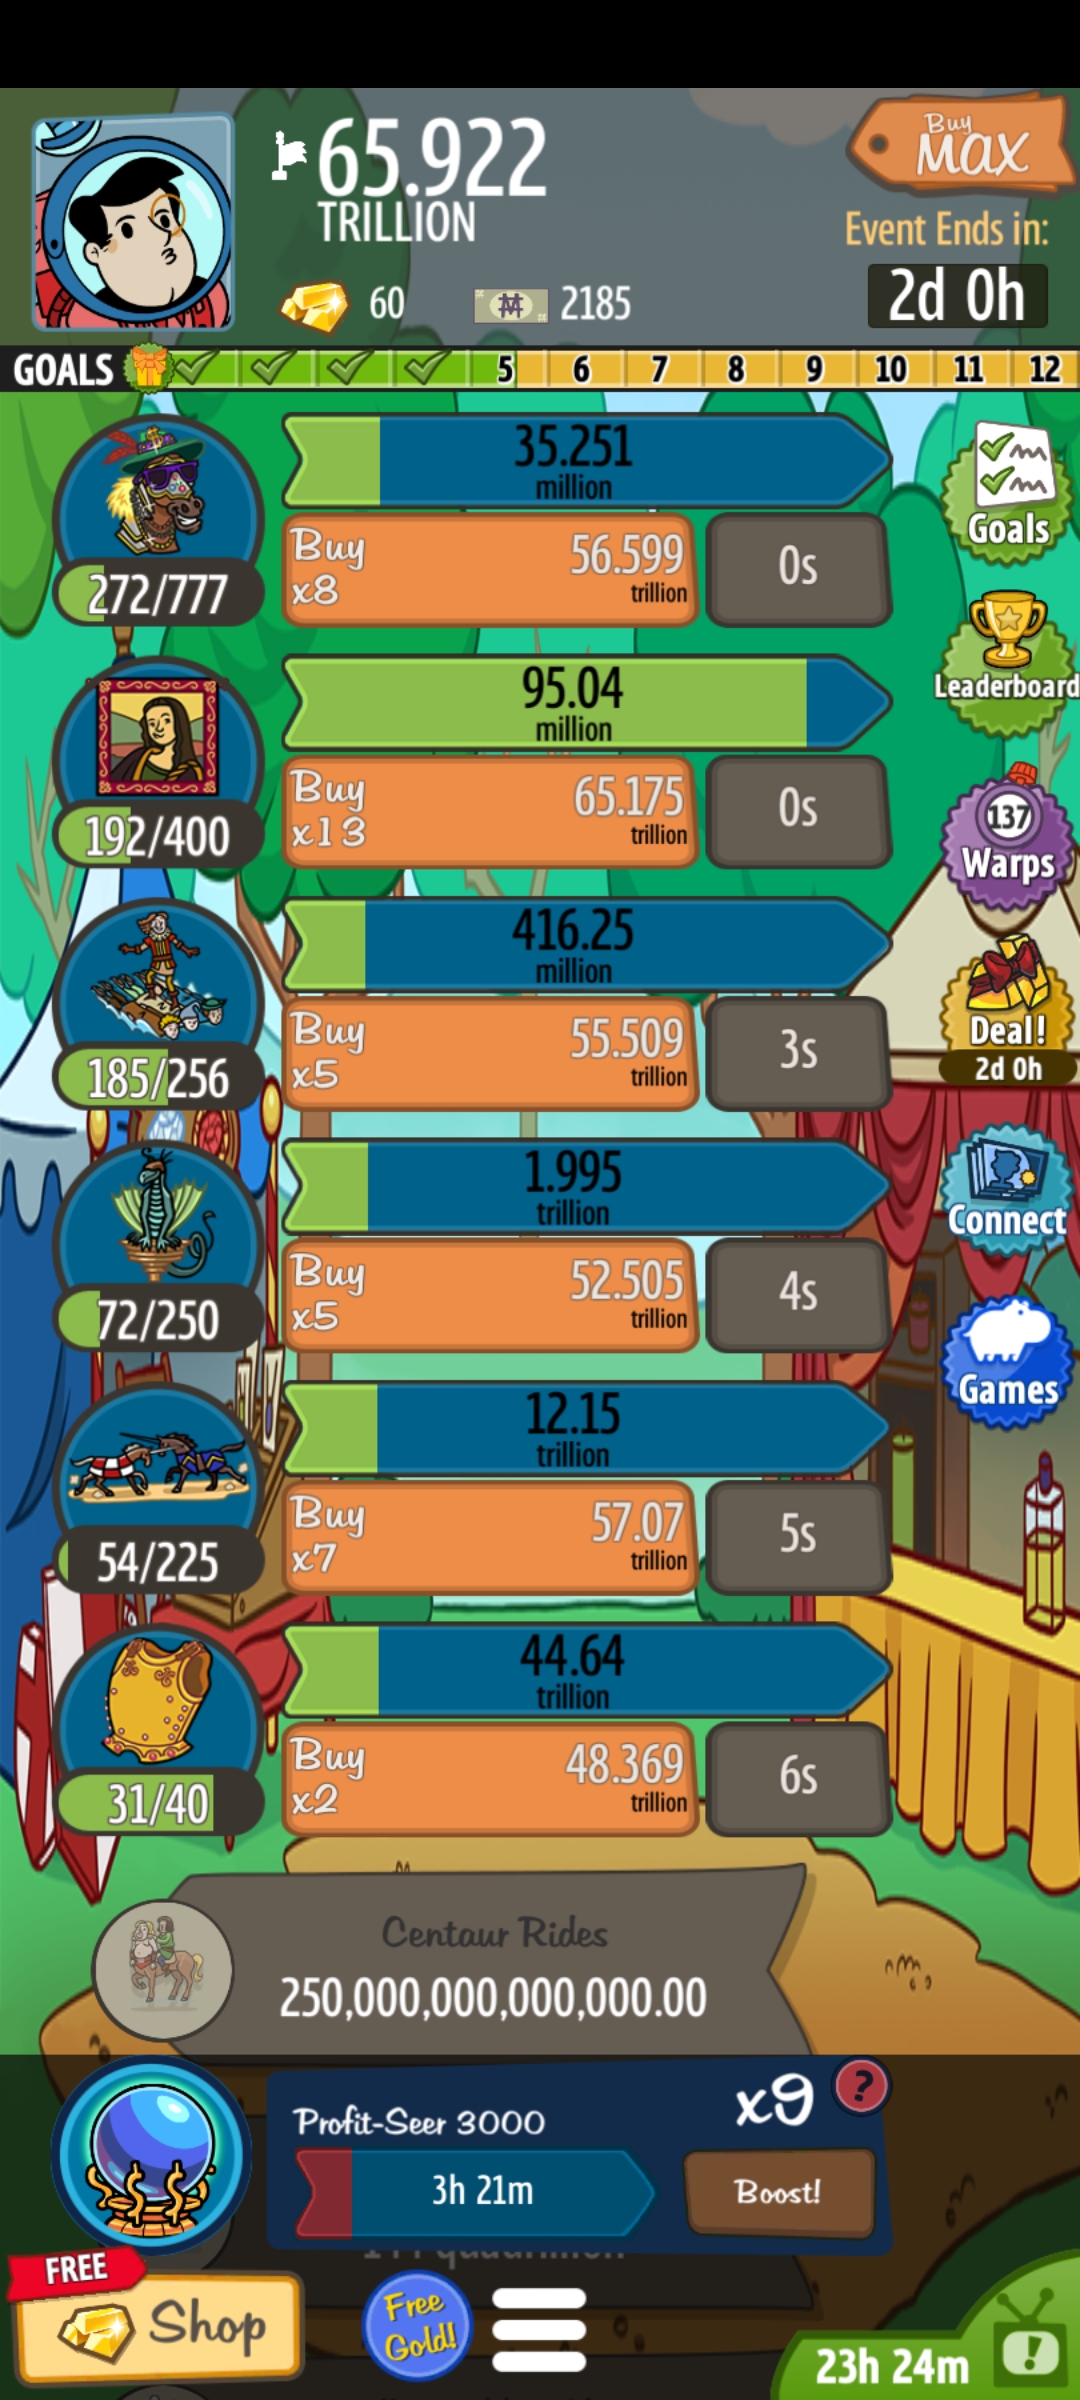 65.922
TRILLION
Buy
MAX
Event Ends in:
2d 0h
60
2185
GOALS 5 6 7 8 9 10 11 12
35.251
million
Buy
x8
56.599
trillion
0s
272/777
Goals
95.04
million
Buy
x13
65.175
trillion
0s
192/400
Leaderboard
137
Warps
416.25
million
Buy
x5
55.509
trillion
3s
185/256
Deal!
2d 0h
1.995
trillion
Buy
x5
52.505
trillion
4s
72/250
Connect
12.15
trillion
Buy
x7
57.07
trillion
5s
54/225
Games
44.64
trillion
Buy
x2
48.369
trillion
6s
31/40
Centaur Rides
250,000,000,000,000.00
Profit-Seer 3000
x9
?
3h 21m
Boost!
FREE
Shop
Free
Gold!
23h 24m